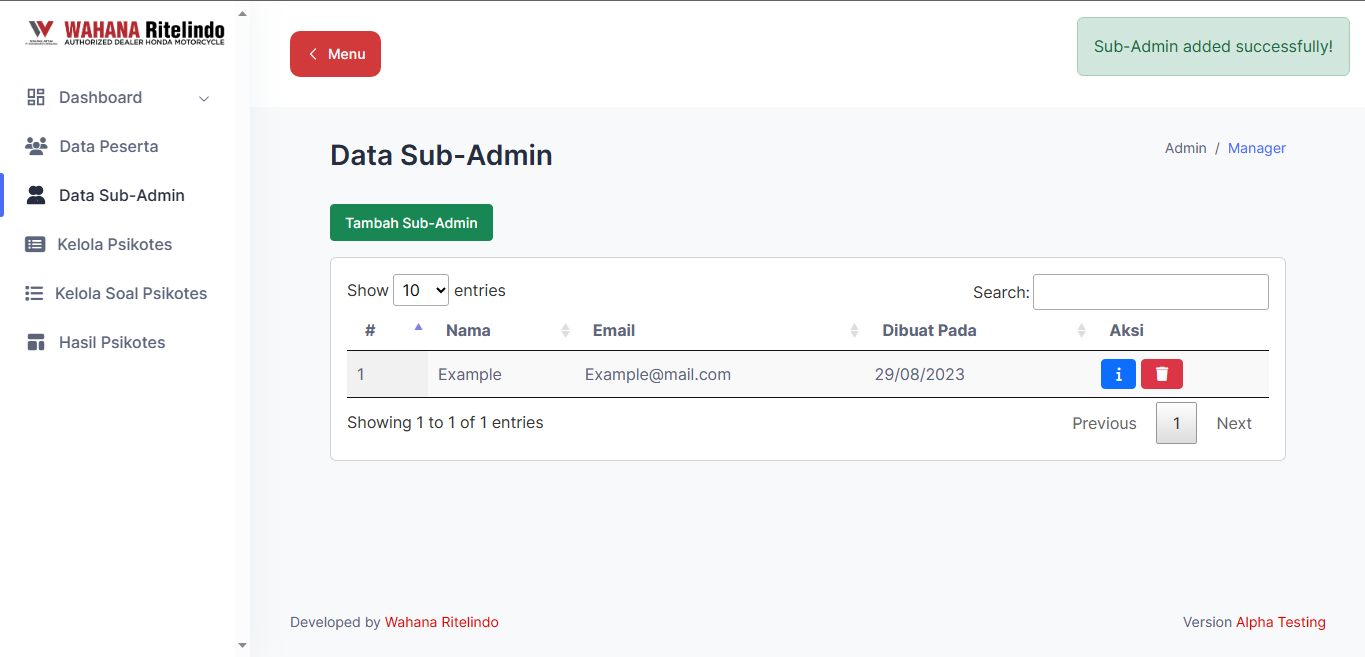 WAHANA Ritelindo
AUTHORIZED DEALER HONDA MOTORCYCLE
Menu
Sub-Admin added successfully!
Dashboard
Data Peserta
Data Sub-Admin
Kelola Psikotes
Kelola Soal Psikotes
Hasil Psikotes
Data Sub-Admin
Admin / Manager
Tambah Sub-Admin
Show 10 entries
Search:
# Nama Email Dibuat Pada Aksi
1 Example Example@mail.com 29/08/2023
Showing 1 to 1 of 1 entries
Previous 1 Next
Developed by Wahana Ritelindo
Version Alpha Testing